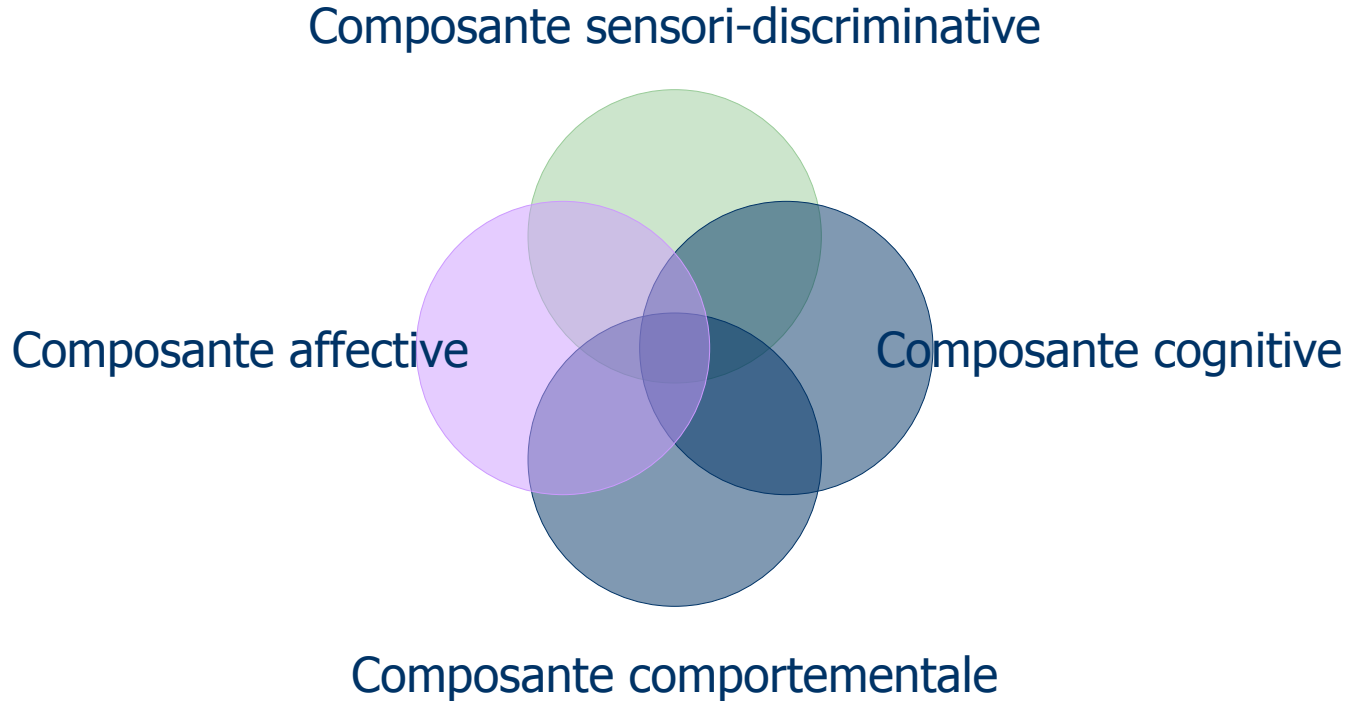 Composante sensori-discriminative
Composante affective
Composante cognitive
Composante comportementale